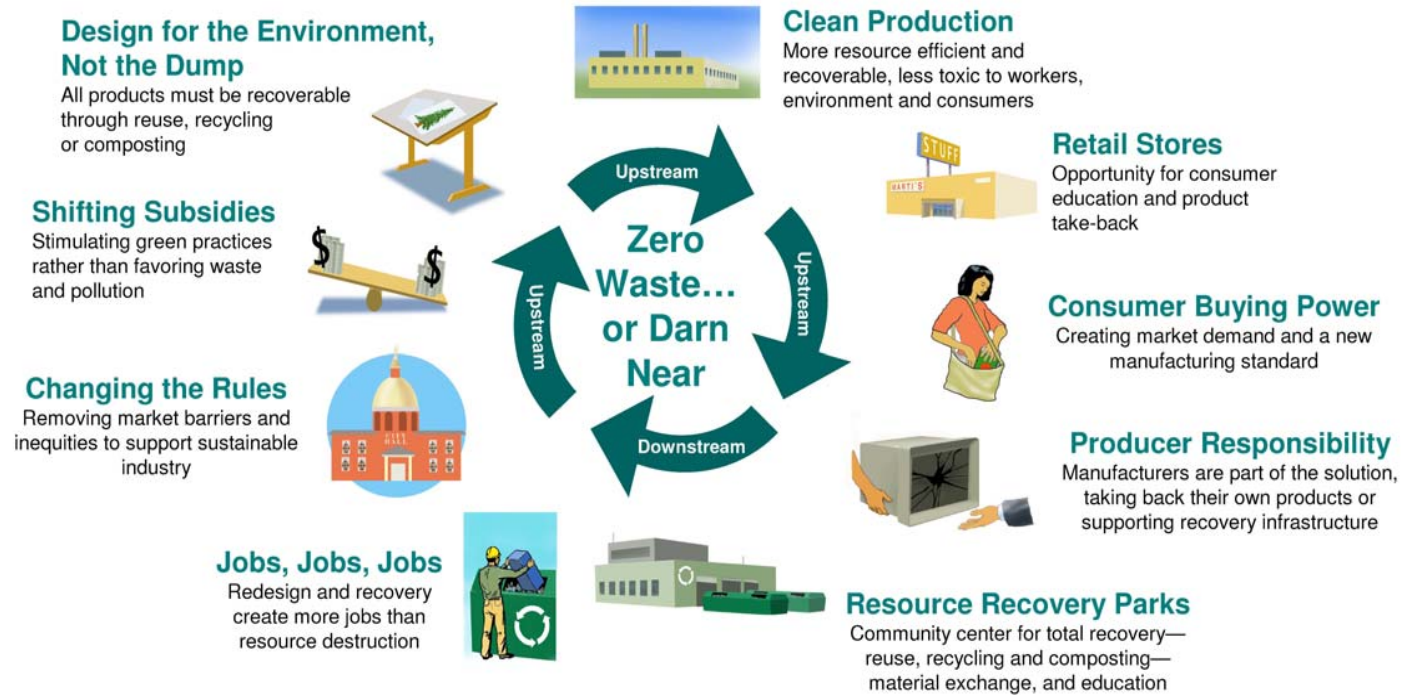 Design for the Environment,
Not the Dump
All products must be recoverable
through reuse, recycling
or composting
Clean Production
More resource efficient and
recoverable, less toxic to workers,
environment and consumers
STUFF
MARTI'S
Retail Stores
Opportunity for consumer
education and product
take-back
Shifting Subsidies
Stimulating green practices
rather than favoring waste
and pollution
$
$
Upstream
Upstream
Upstream
Downstream
Zero
Waste...
or Darn
Near
Consumer Buying Power
Creating market demand and a new
manufacturing standard
Changing the Rules
Removing market barriers and
inequities to support sustainable
industry
CITY
HALL
Producer Responsibility
Manufacturers are part of the solution,
taking back their own products or
supporting recovery infrastructure
Jobs, Jobs, Jobs
Redesign and recovery
create more jobs than
resource destruction
Resource Recovery Parks
Community center for total recovery—
reuse, recycling and composting—
material exchange, and education